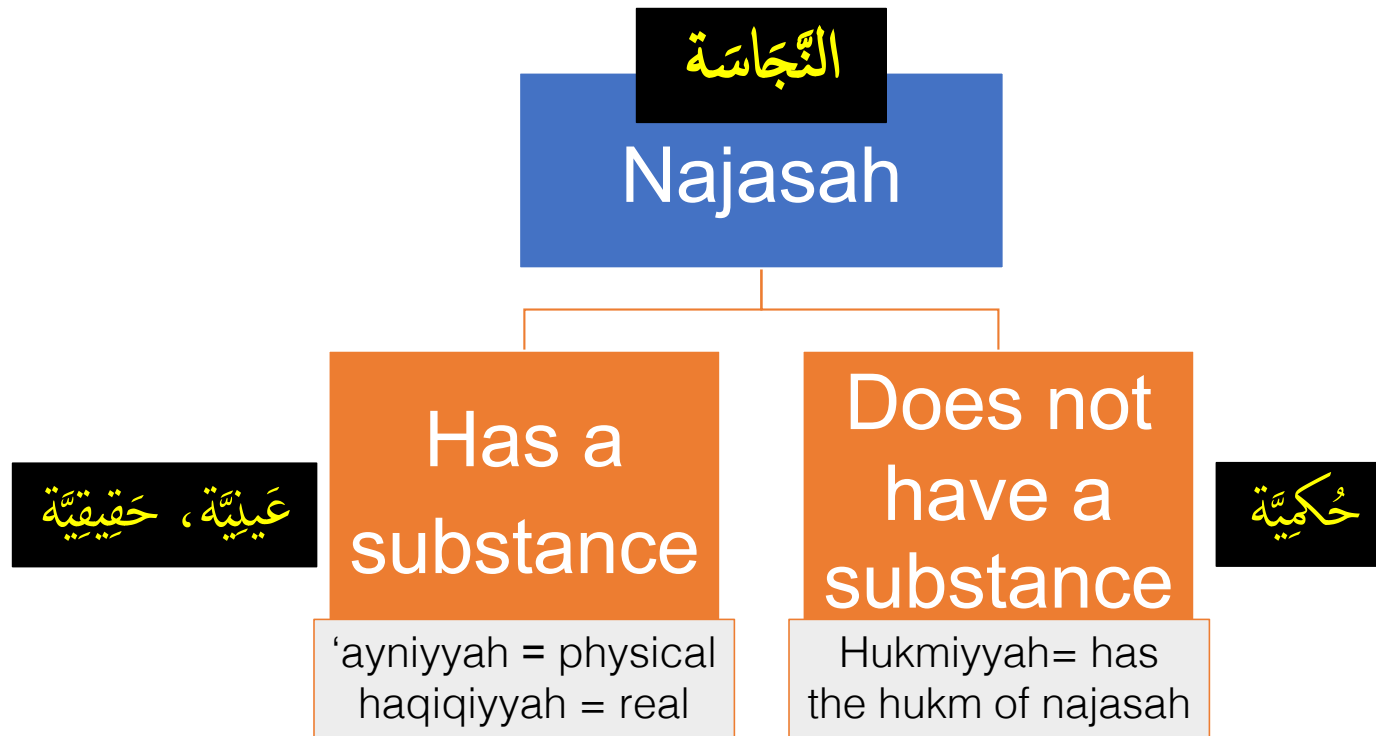 النَّجَاسَة
Najasah
Has a
substance
عَينِيَّة، حَقِيقِيَّة
‘ayniyyah = physical
haqiqiyyah = real
Does not
have a
substance
حُكمِيَّة
Hukmiyyah= has
the hukm of najasah